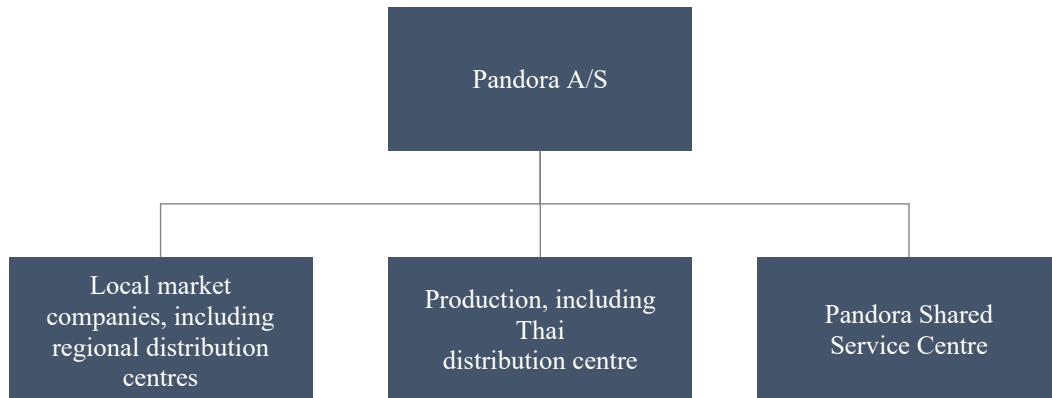 Pandora A/S
Local market
companies, including
regional distribution
centres
Production, including
Thai
distribution centre
Pandora Shared
Service Centre